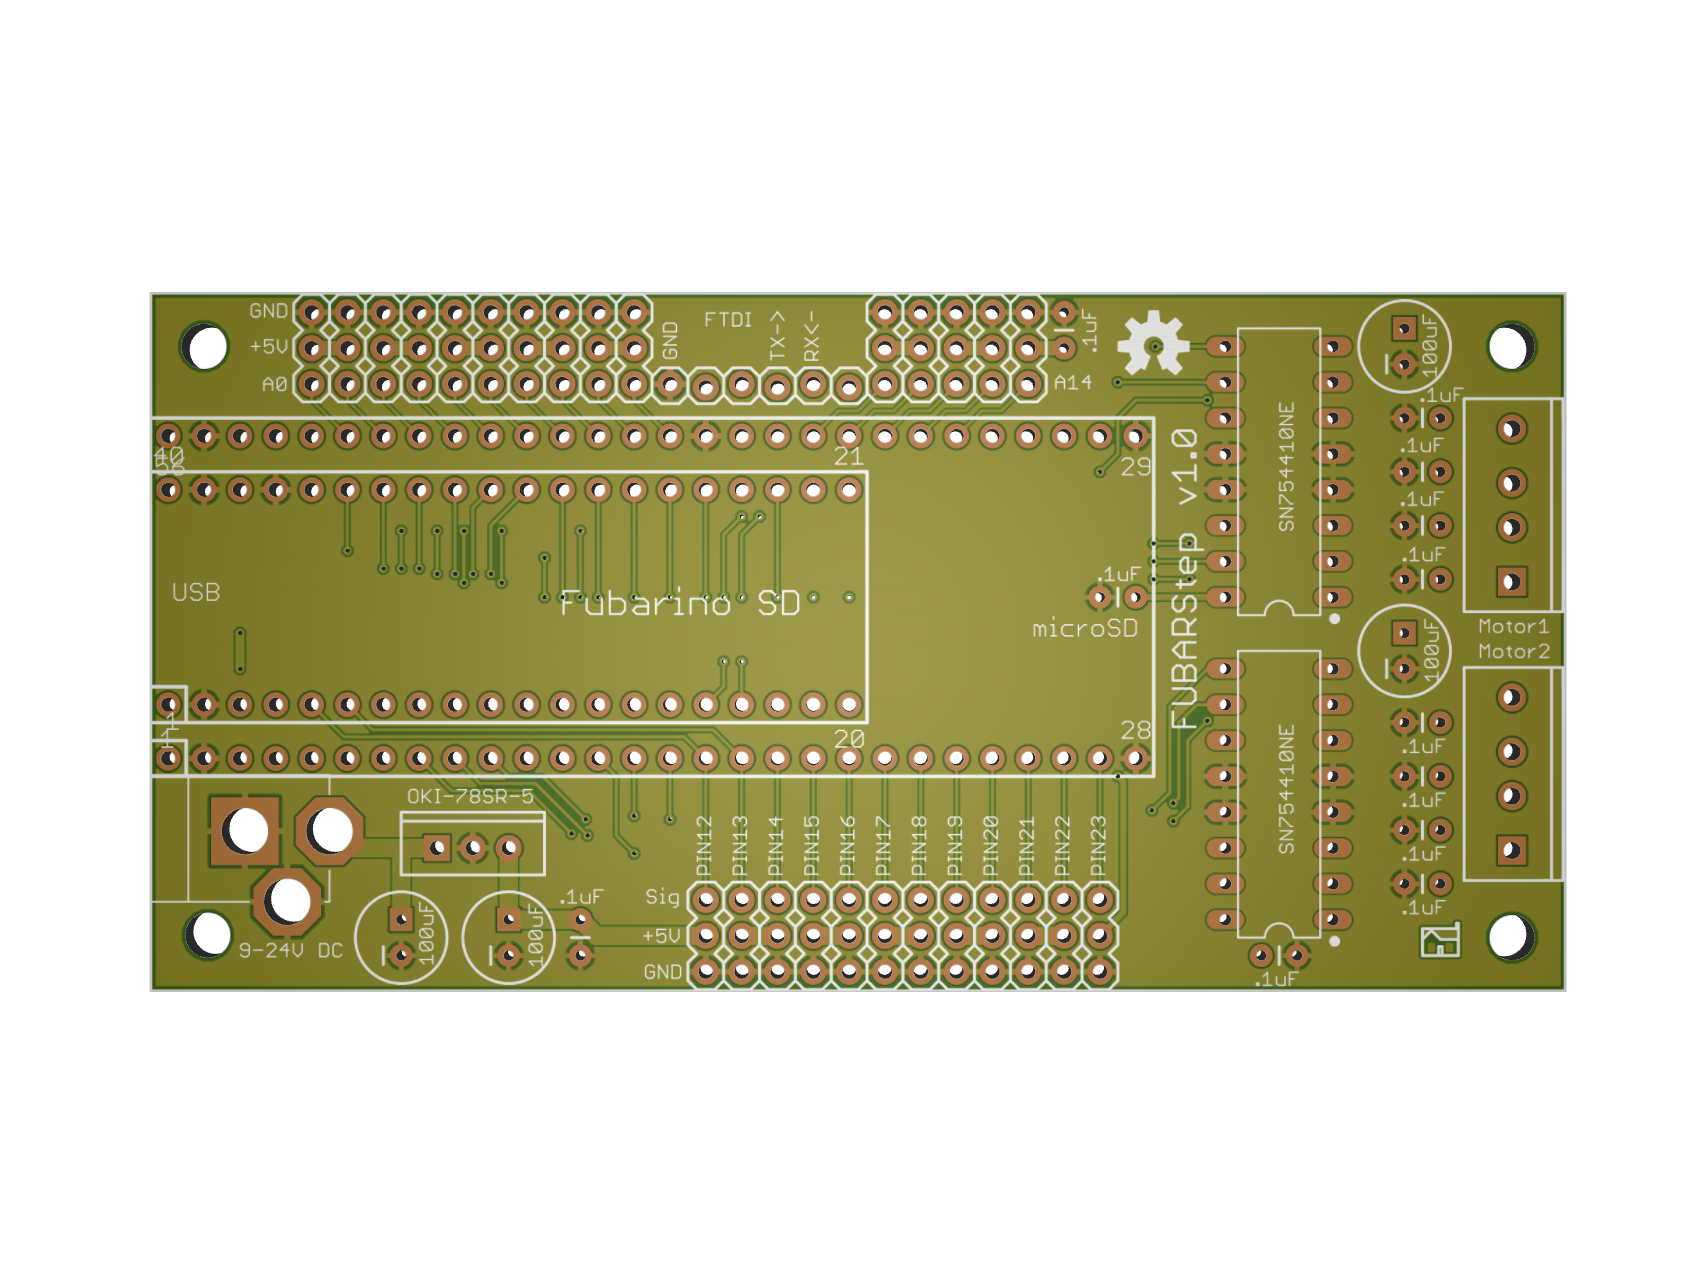 GND
+5V
A0
GND
FTDI
TX->
RX<-
.1uF
A14
100uF
.1uF
.1uF
.1uF
.1uF
40
21
29
SN754410NE
FUBARStep v1.0
USB
Fubarino SD
.1uF
microSD
Motor1
Motor2
100uF
1
1
20
28
SN754410NE
.1uF
.1uF
.1uF
.1uF
OKI-78SR-5
PIN12
PIN13
PIN14
PIN15
PIN16
PIN17
PIN18
PIN19
PIN20
PIN21
PIN22
PIN23
9-24V DC
100uF
100uF
.1uF
Sig
+5V
GND
.1uF